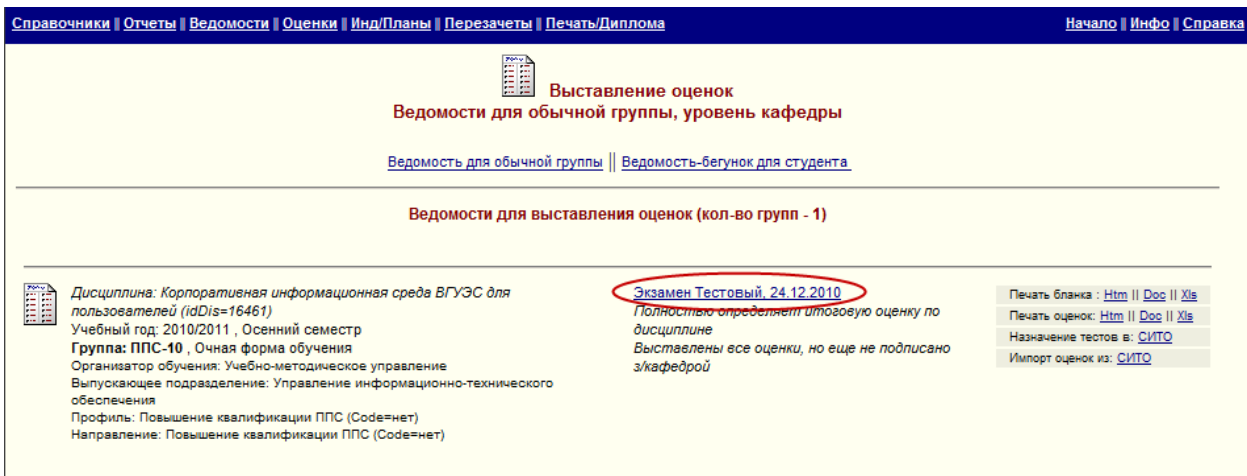 Справочники || Отчеты || Ведомости || Оценки || Инд/Планы || Перезачеты || Печать/Диплома
Начало || Инфо || Справка
Выставление оценок
Ведомости для обычной группы, уровень кафедры
Ведомость для обычной группы || Ведомость-бегунок для студента
Ведомости для выставления оценок (кол-во групп - 1)
Дисциплина: Корпоративная информационная среда ВГУЭС для
пользователей (idDis=16461)
Учебный год: 2010/2011 , Осенний семестр
Группа: ППС-10 , Очная форма обучения
Организатор обучения: Учебно-методическое управление
Выпускающее подразделение: Управление информационно-технического
обеспечения
Профиль: Повышение квалификации ППС (Code=нет)
Направление: Повышение квалификации ППС (Code=нет)
Экзамен Тестовый, 24.12.2010
Полностью определяет итоговую оценку по
дисциплине
Выставлены все оценки, но еще не подписано
з/кафедрой
Печать бланка : Htm || Doc || Xls
Печать оценок: Htm || Doc || Xls
Назначение тестов в: СИТО
Импорт оценок из: СИТО